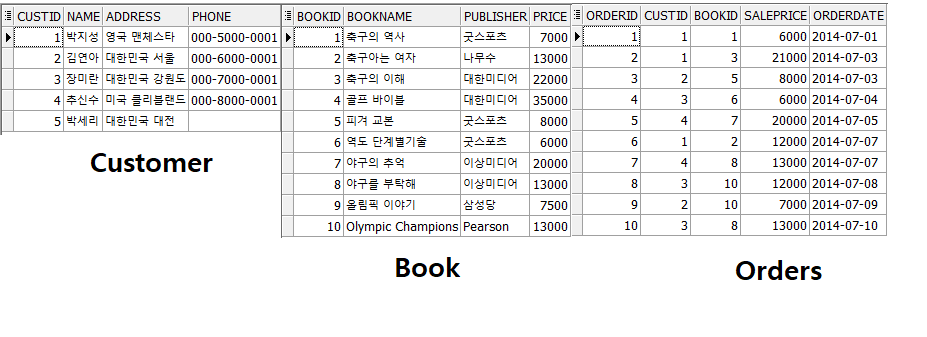 CUSTID NAME ADDRESS PHONE
1 박지성 영국 맨체스타 000-5000-0001
2 김연아 대한민국 서울 000-6000-0001
3 장미란 대한민국 강원도 000-7000-0001
4 추신수 미국 클리블랜드 000-8000-0001
5 박세리 대한민국 대전
Customer
BOOKID BOOKNAME PUBLISHER PRICE
1 축구의 역사 굿스포츠 7000
2 축구아는 여자 나무수 13000
3 축구의 이해 대한미디어 22000
4 골프 바이블 대한미디어 35000
5 피겨 교본 굿스포츠 8000
6 역도 단계별기술 굿스포츠 6000
7 야구의 추억 이상미디어 20000
8 야구를 부탁해 이상미디어 13000
9 올림픽 이야기 삼성당 7500
10 Olympic Champions Pearson 13000
Book
ORDERID CUSTID BOOKID SALEPRICE ORDERDATE
1 1 1 6000 2014-07-01
2 1 3 21000 2014-07-03
3 2 5 8000 2014-07-03
4 3 6 6000 2014-07-04
5 4 7 20000 2014-07-05
6 1 2 12000 2014-07-07
7 4 8 13000 2014-07-07
8 3 10 12000 2014-07-08
9 2 10 7000 2014-07-09
10 3 8 13000 2014-07-10
Orders